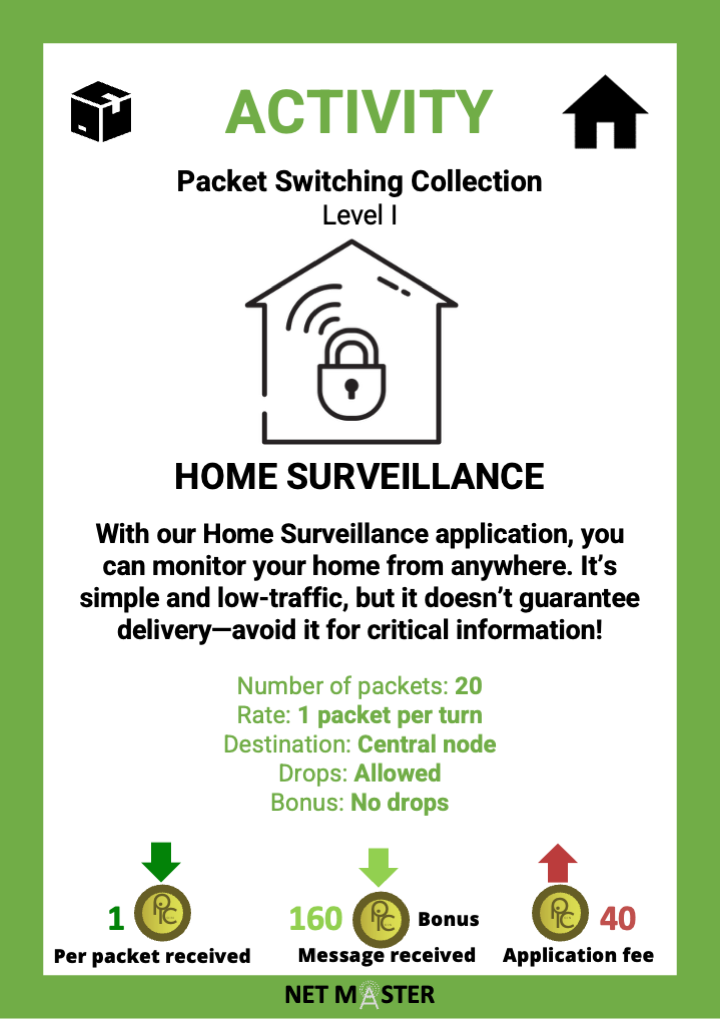 ACTIVITY
Packet Switching Collection
Level I
HOME SURVEILLANCE
With our Home Surveillance application, you
can monitor your home from anywhere. It’s
simple and low-traffic, but it doesn’t guarantee
delivery—avoid it for critical information!
Number of packets: 20
Rate: 1 packet per turn
Destination: Central node
Drops: Allowed
Bonus: No drops
1 PTC
Per packet received
160 PTC Bonus
Message received
PTC 40
Application fee
NET MASTER